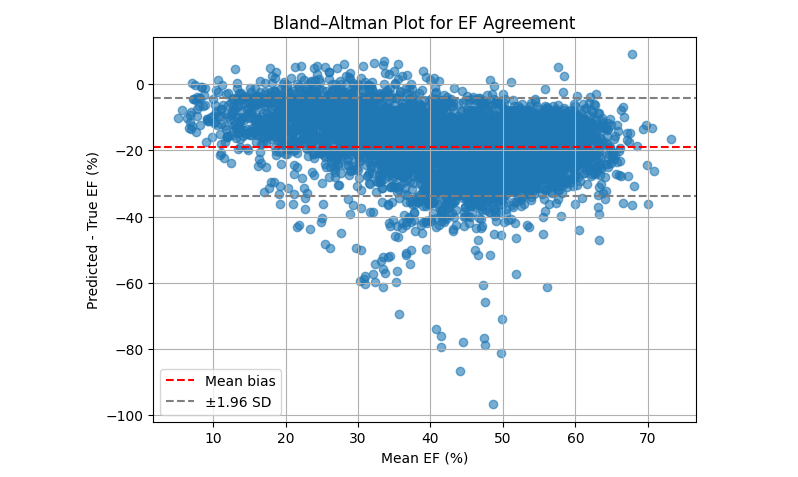 Bland–Altman Plot for EF Agreement
Predicted - True EF (%)
0
−20
−40
−60
−80
−100
Mean bias
±1.96 SD
10 20 30 40 50 60 70
Mean EF (%)